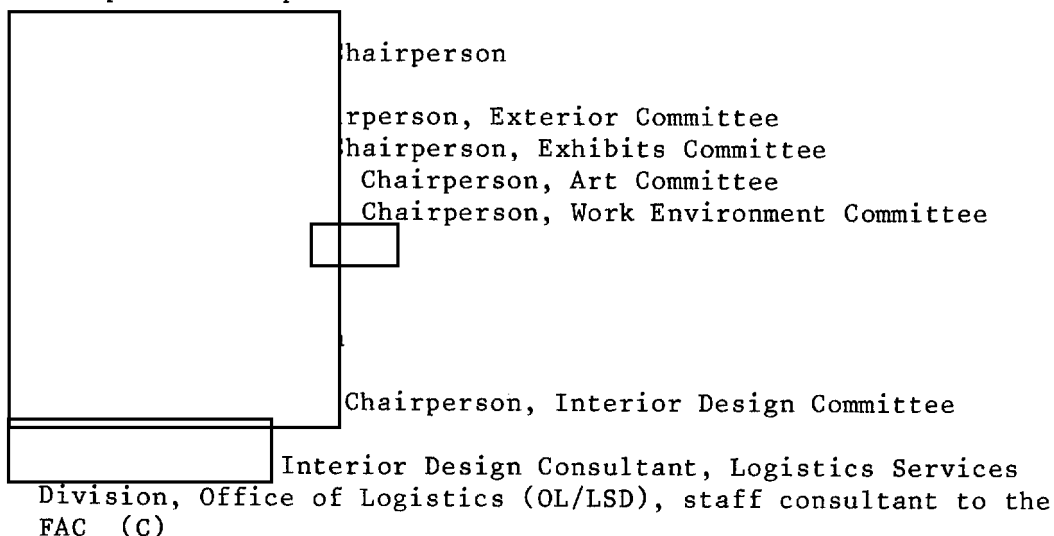 hairperson
rperson, Exterior Committee
hairperson, Exhibits Committee
Chairperson, Art Committee
Chairperson, Work Environment Committee
Chairperson, Interior Design Committee
Interior Design Consultant, Logistics Services
Division, Office of Logistics (OL/LSD), staff consultant to the
FAC (C)